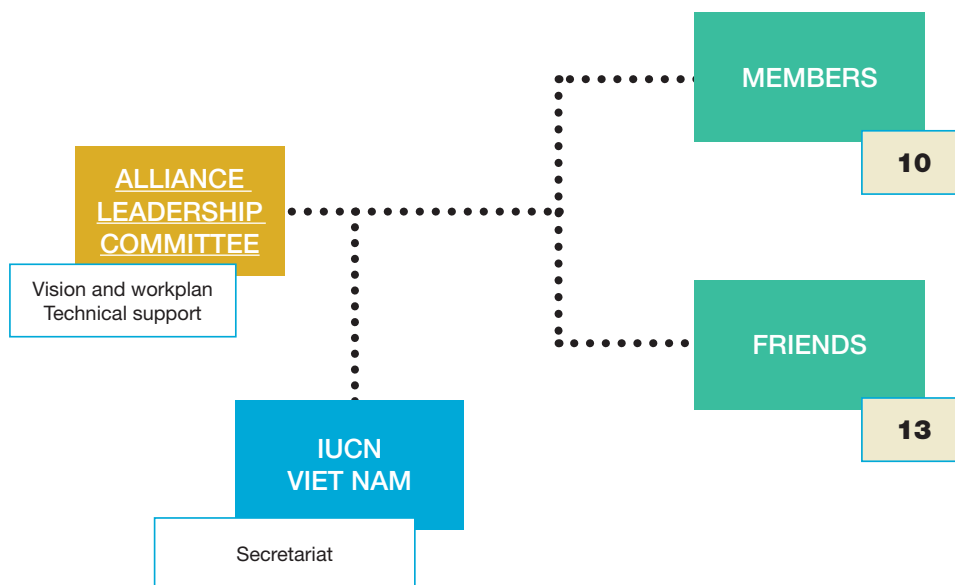 MEMBERS
10
ALLIANCE
LEADERSHIP
COMMITTEE
Vision and workplan
Technical support
FRIENDS
13
IUCN
VIET NAM
Secretariat